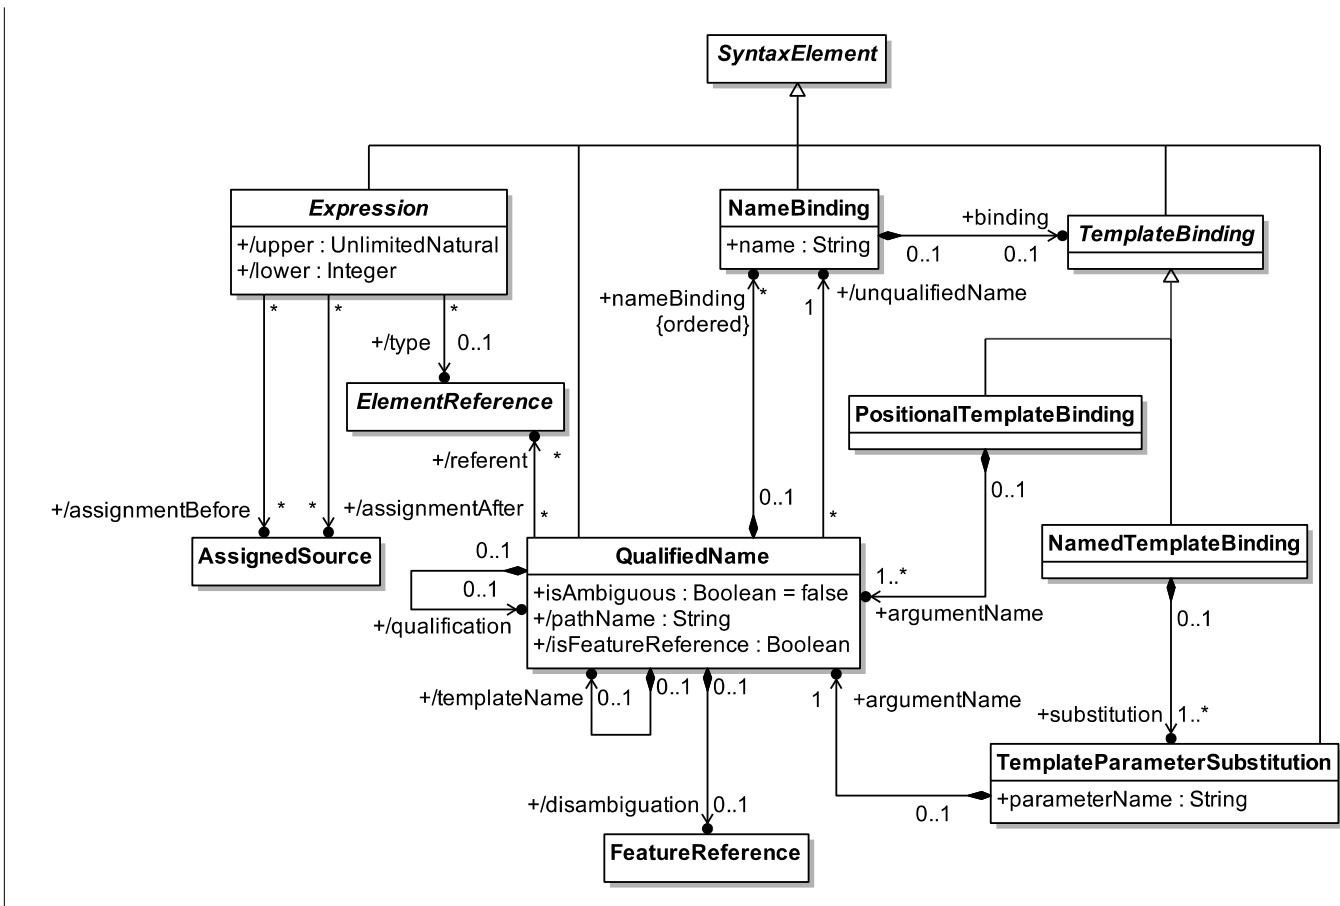 SyntaxElement
Expression
+/upper : UnlimitedNatural
+/lower : Integer
NameBinding
+name : String
+binding
0..1
0..1
TemplateBinding
*
*
*
+/type
0..1
+nameBinding
{ordered}
*
1
+/unqualifiedName
ElementReference
PositionalTemplateBinding
+/referent
*
0..1
0..1
+/assignmentBefore
*
*
+/assignmentAfter
*
*
AssignedSource
QualifiedName
+isAmbiguous : Boolean = false
+/pathName : String
+/isFeatureReference : Boolean
NamedTemplateBinding
0..1
0..1
+/qualification
1..*
+argumentName
0..1
+/templateName
0..1
0..1
0..1
1
+argumentName
+substitution
1..*
TemplateParameterSubstitution
+parameterName : String
0..1
+/disambiguation
0..1
FeatureReference